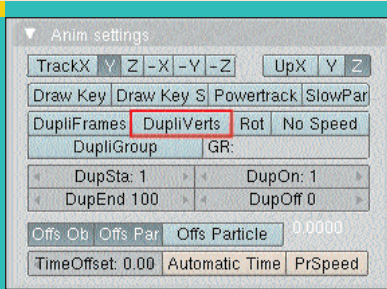 Anim settings
TrackX Y Z -X -Y -Z UpX Y Z
Draw Key Draw Key S Powertrack SlowPar
DupliFrames DupliVerts Rot No Speed
DupliGroup GR:
DupSta: 1 DupOn: 1
DupEnd 100 DupOff 0
Offs Ob Offs Par Offs Particle 0.0000
TimeOffset: 0.00 Automatic Time PrSpeed